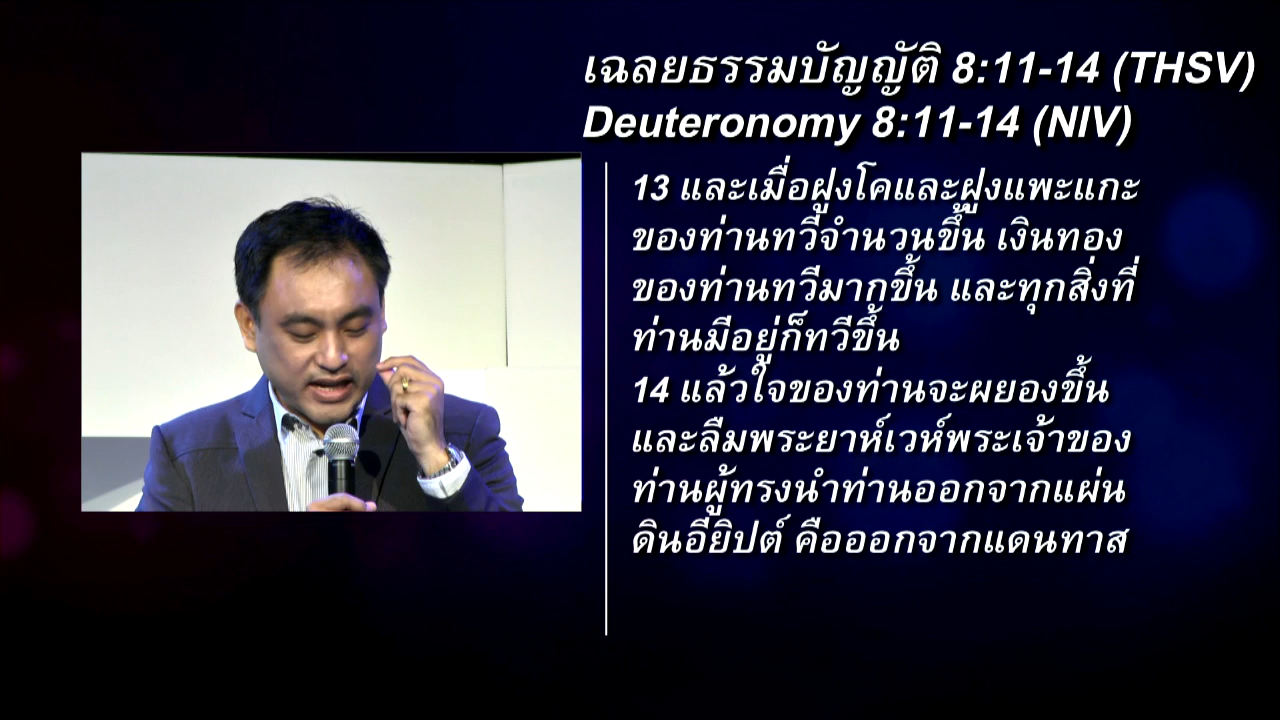 เฉลยธรรมบัญญัติ 8:11-14 (THSV)
Deuteronomy 8:11-14 (NIV)
13 และเมื่อฝูงโคและฝูงแพะแกะ
ของท่านทวีจำนวนขึ้น เงินทอง
ของท่านทวีมากขึ้น และทุกสิ่งที่
ท่านมีอยู่ก็ทวีขึ้น
14 แล้วใจของท่านจะผยองขึ้น
และลืมพระยาห์เวห์พระเจ้าของ
ท่านผู้ทรงนำท่านออกจากแผ่น
ดินอียิปต์ คือออกจากแดนทาส